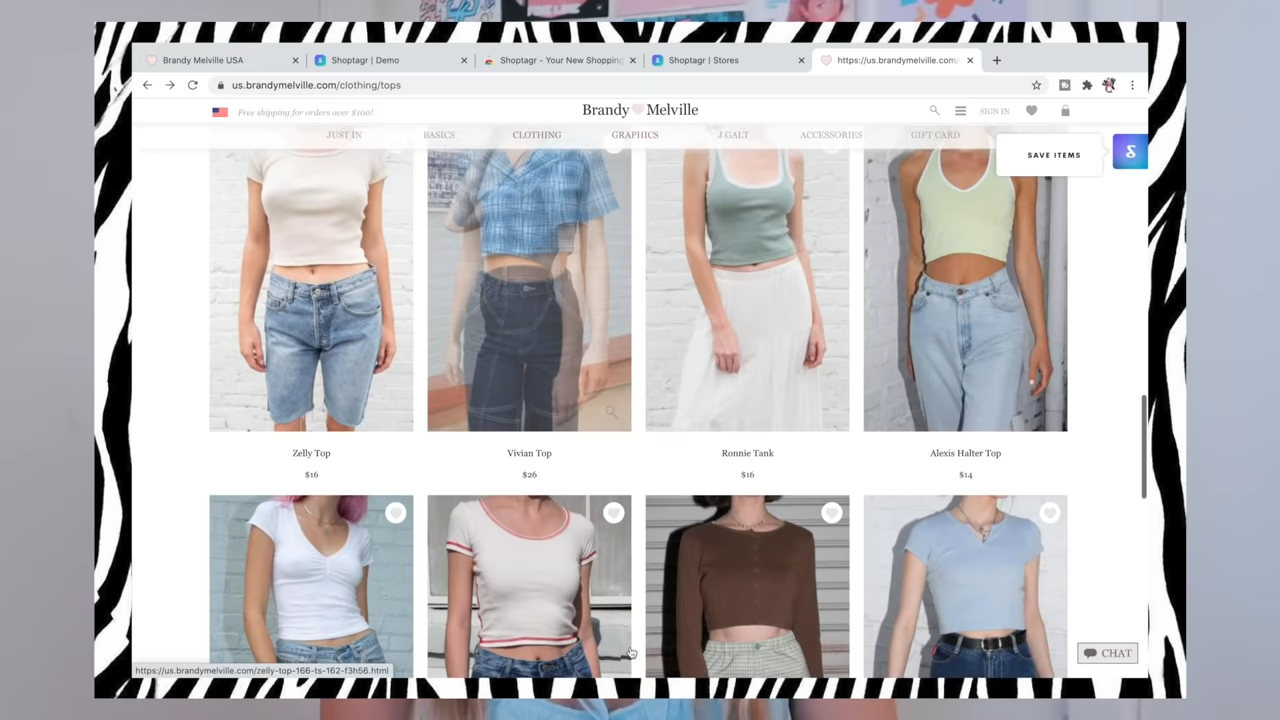 Brandy Melville USA
Shoptagr | Demo
Shoptagr - Your New Shopping
Shoptagr | Stores
https://us.brandymelville.com/
us.brandymelville.com/clothing/tops
Free shipping for orders over $100!
Brandy Melville
SIGN IN
JUST IN
BASICS
CLOTHING
GRAPHICS
J.GALT
ACCESSORIES
GIFT CARD
SAVE ITEMS
Zelly Top
Vivian Top
Ronnie Tank
Alexis Halter Top
$16
$26
$16
$14
CHAT
https://us.brandymelville.com/zelly-top-166-ts-162-f3h56.html